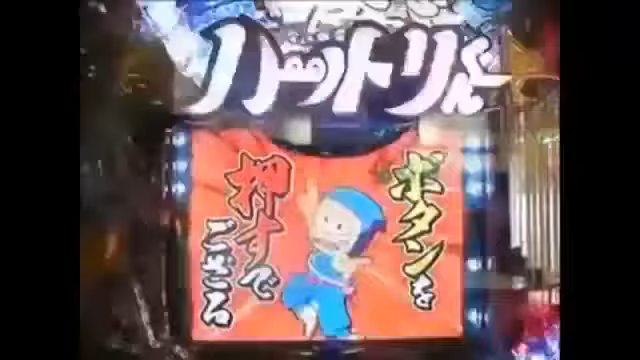 ハットリくん
ボタンを
押すで
ござる